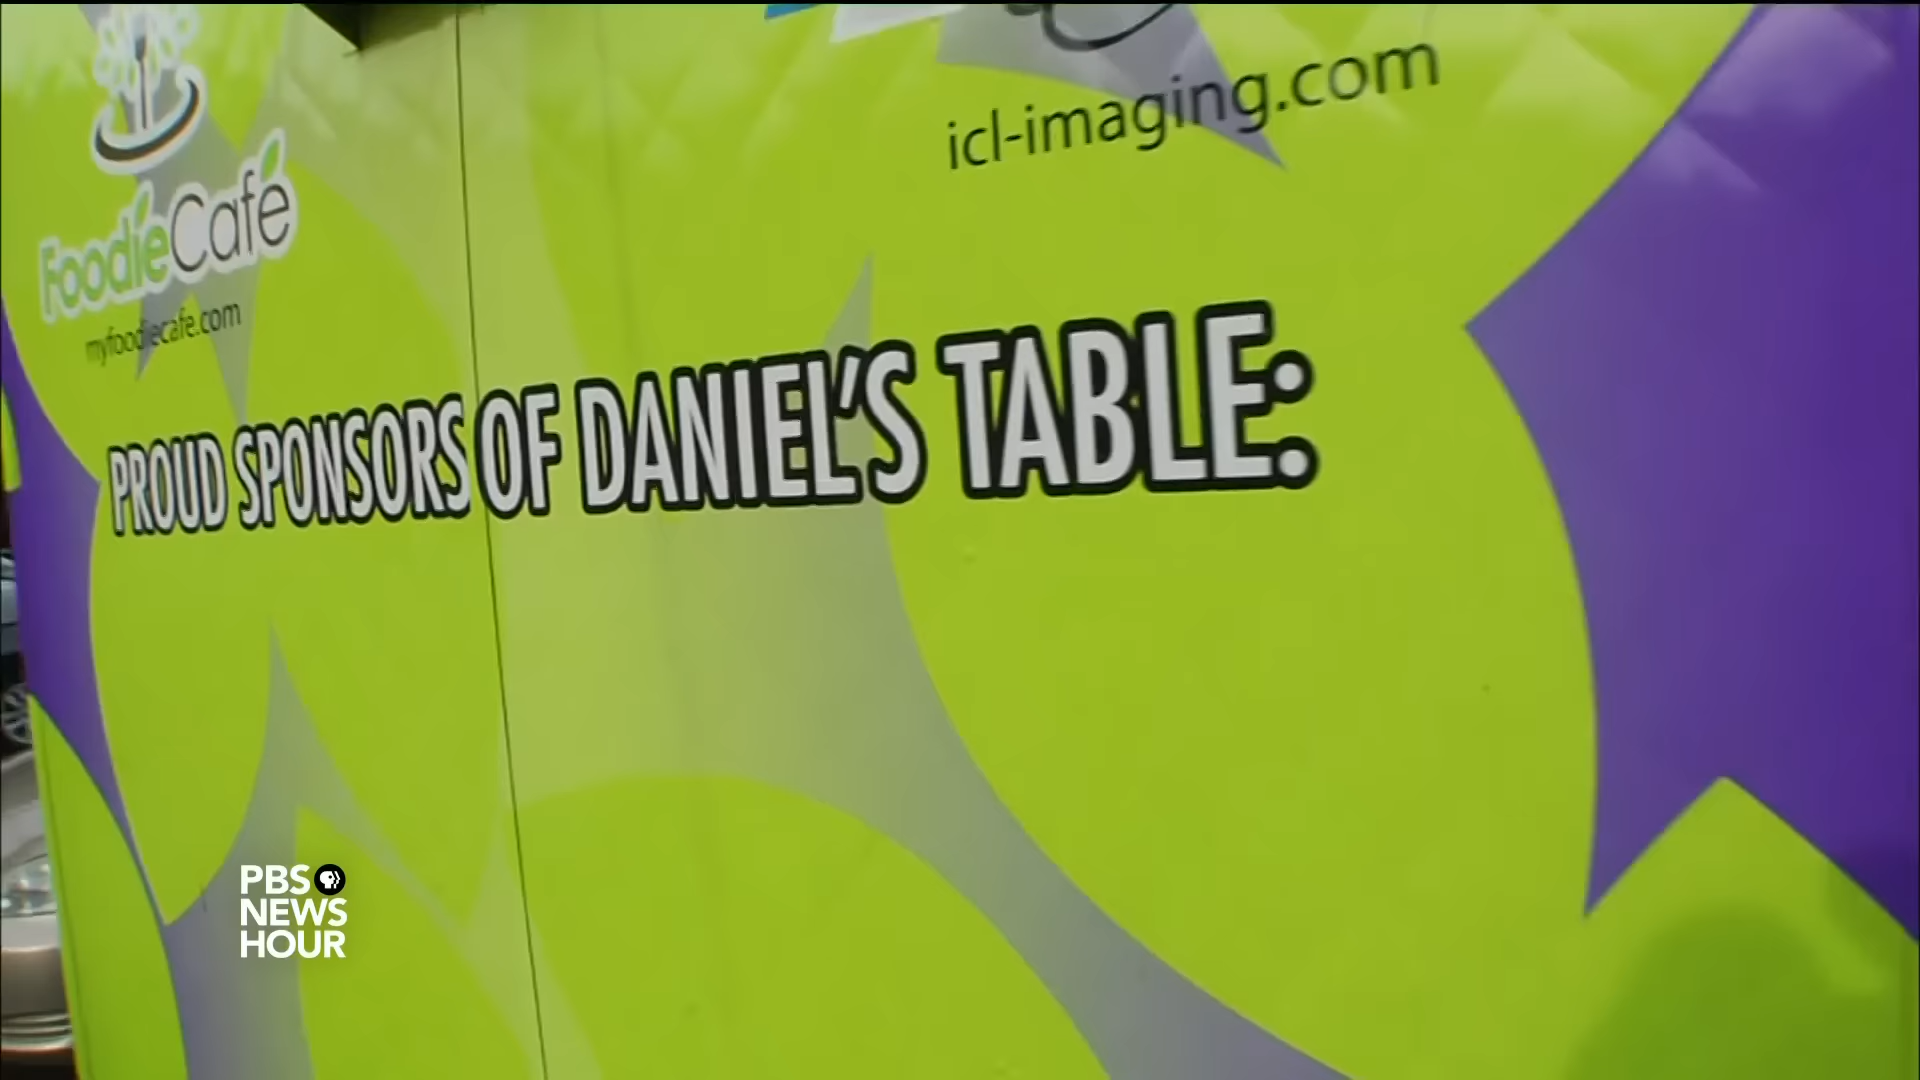 icl-imaging.com
FoodieCafé
myfoodiecafe.com
PROUD SPONSORS OF DANIEL'S TABLE:
PBS
NEWS
HOUR